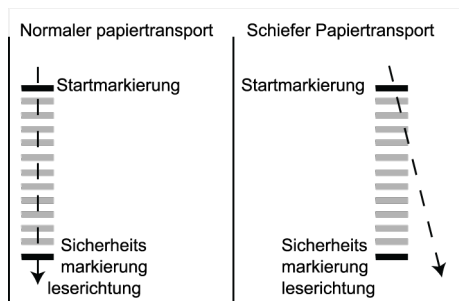 Normaler papiertransport
Startmarkierung
Sicherheits
markierung
leserichtung
Schiefer Papiertransport
Startmarkierung
Sicherheits
markierung
leserichtung